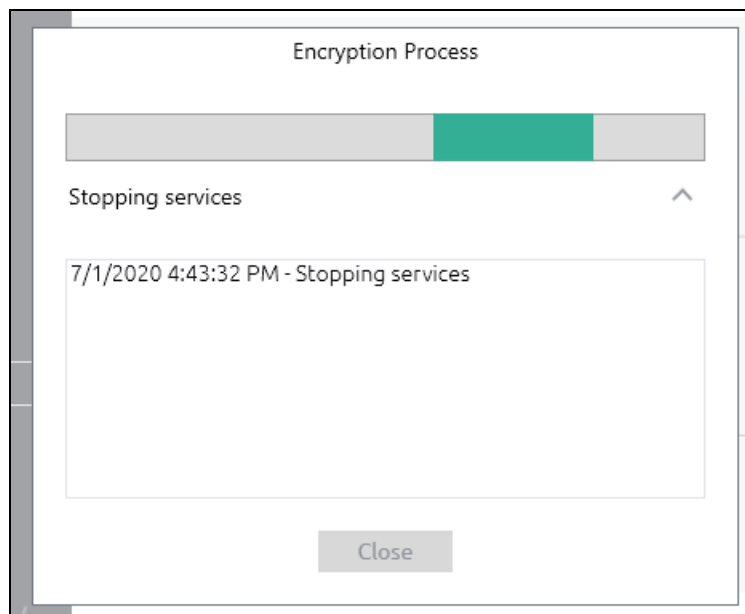 Encryption Process
Stopping services
7/1/2020 4:43:32 PM - Stopping services
Close